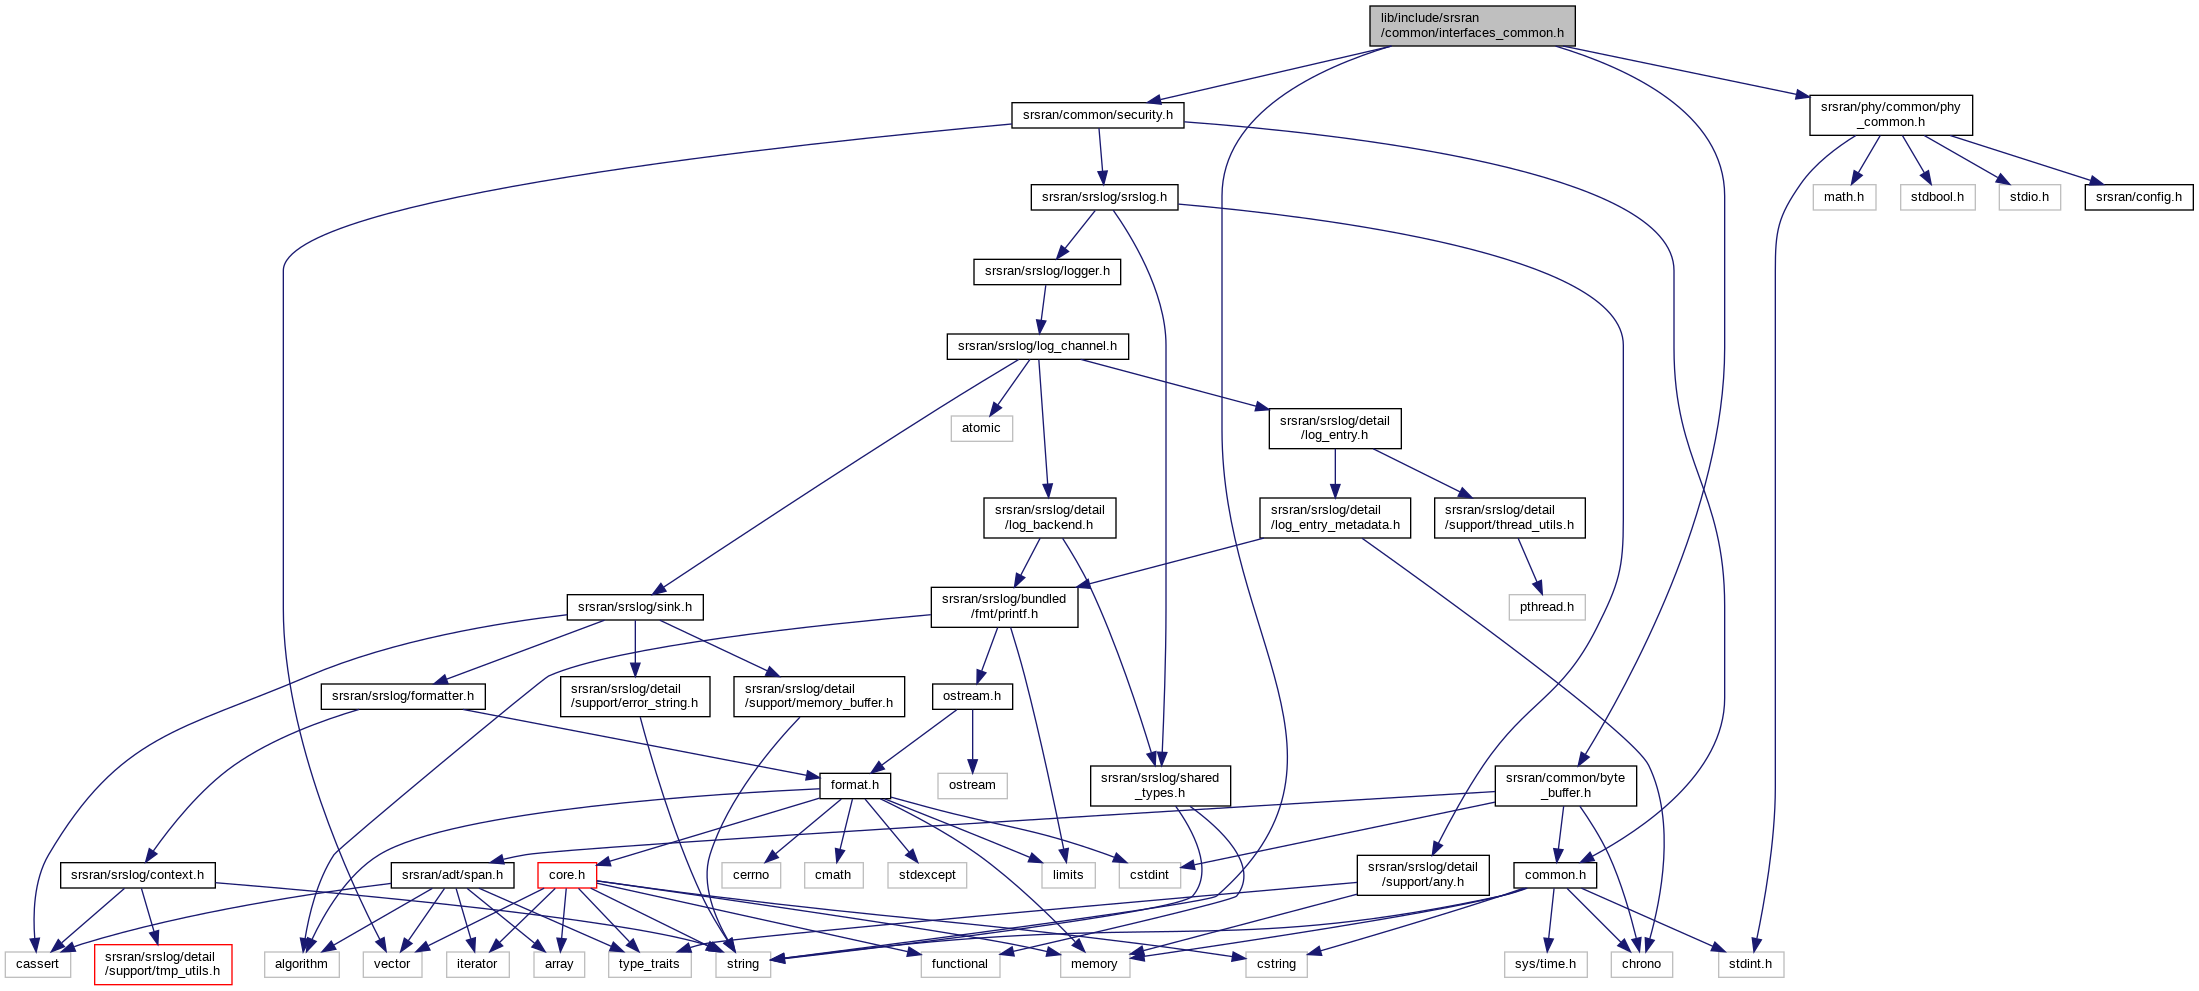 lib/include/srsran
/common/interfaces_common.h
srsran/common/security.h
srsran/phy/common/phy
_common.h
srsran/srslog/srslog.h
math.h
stdbool.h
stdio.h
srsran/config.h
srsran/srslog/logger.h
srsran/srslog/log_channel.h
atomic
srsran/srslog/detail
/log_entry.h
srsran/srslog/detail
/log_backend.h
srsran/srslog/detail
/log_entry_metadata.h
srsran/srslog/detail
/support/thread_utils.h
srsran/srslog/sink.h
srsran/srslog/bundled
/fmt/printf.h
pthread.h
srsran/srslog/formatter.h
srsran/srslog/detail
/support/error_string.h
srsran/srslog/detail
/support/memory_buffer.h
ostream.h
format.h
ostream
srsran/srslog/shared
_types.h
srsran/common/byte
_buffer.h
srsran/srslog/context.h
srsran/adt/span.h
core.h
cerrno
cmath
stdexcept
limits
cstdint
srsran/srslog/detail
/support/any.h
common.h
cassert
srsran/srslog/detail
/support/tmp_utils.h
algorithm
vector
iterator
array
type_traits
string
functional
memory
cstring
sys/time.h
chrono
stdint.h